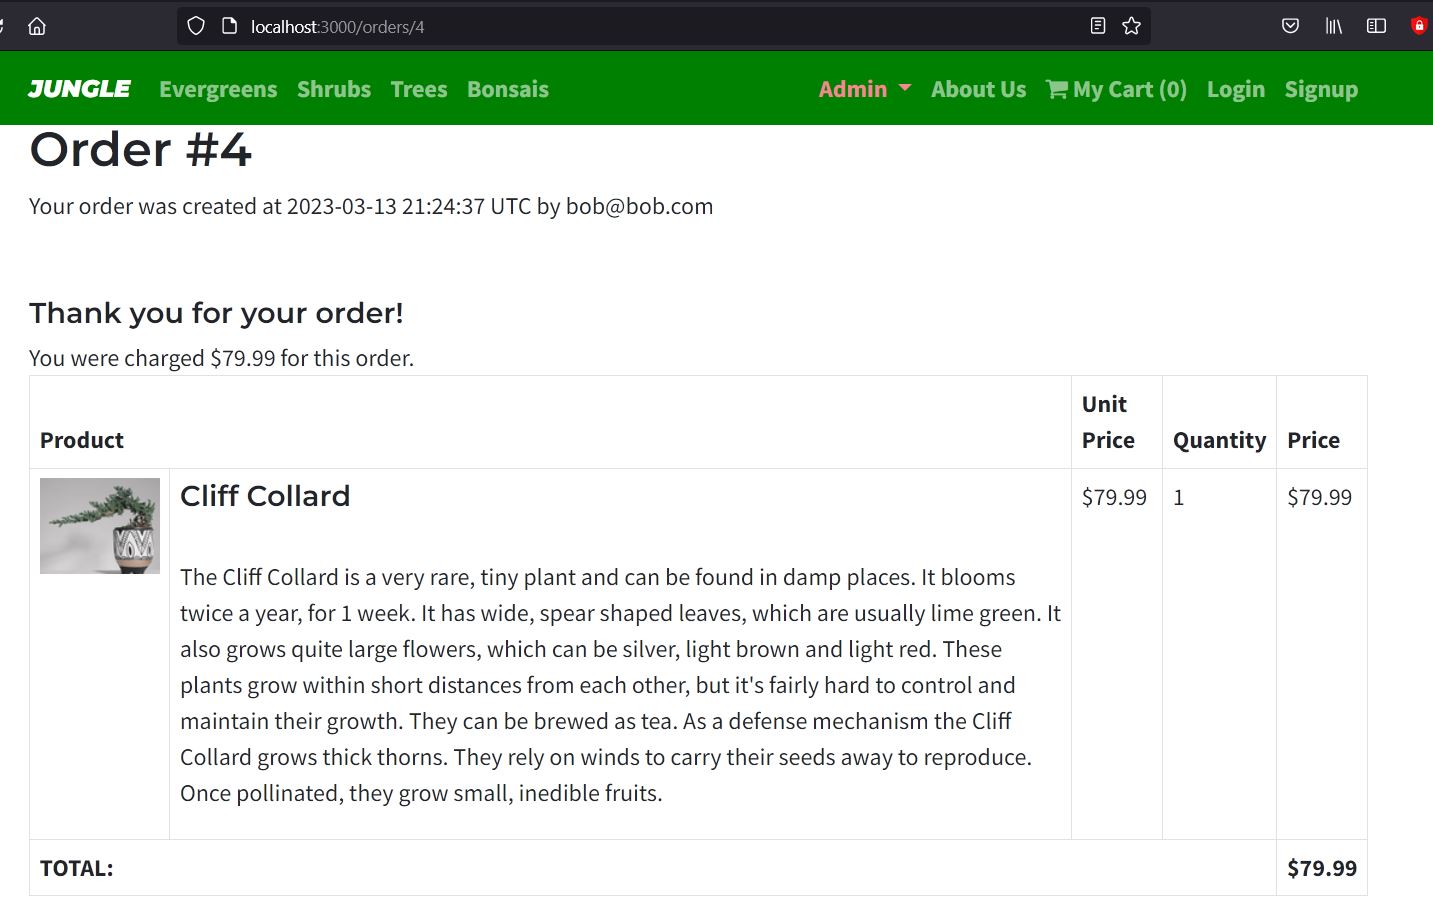 localhost:3000/orders/4
JUNGLE Evergreens Shrubs Trees Bonsais Admin About Us My Cart (0) Login Signup
Order #4
Your order was created at 2023-03-13 21:24:37 UTC by bob@bob.com
Thank you for your order!
You were charged $79.99 for this order.
Product Unit Price Quantity Price
Cliff Collard $79.99 1 $79.99
The Cliff Collard is a very rare, tiny plant and can be found in damp places. It blooms
twice a year, for 1 week. It has wide, spear shaped leaves, which are usually lime green. It
also grows quite large flowers, which can be silver, light brown and light red. These
plants grow within short distances from each other, but it's fairly hard to control and
maintain their growth. They can be brewed as tea. As a defense mechanism the Cliff
Collard grows thick thorns. They rely on winds to carry their seeds away to reproduce.
Once pollinated, they grow small, inedible fruits.
TOTAL: $79.99